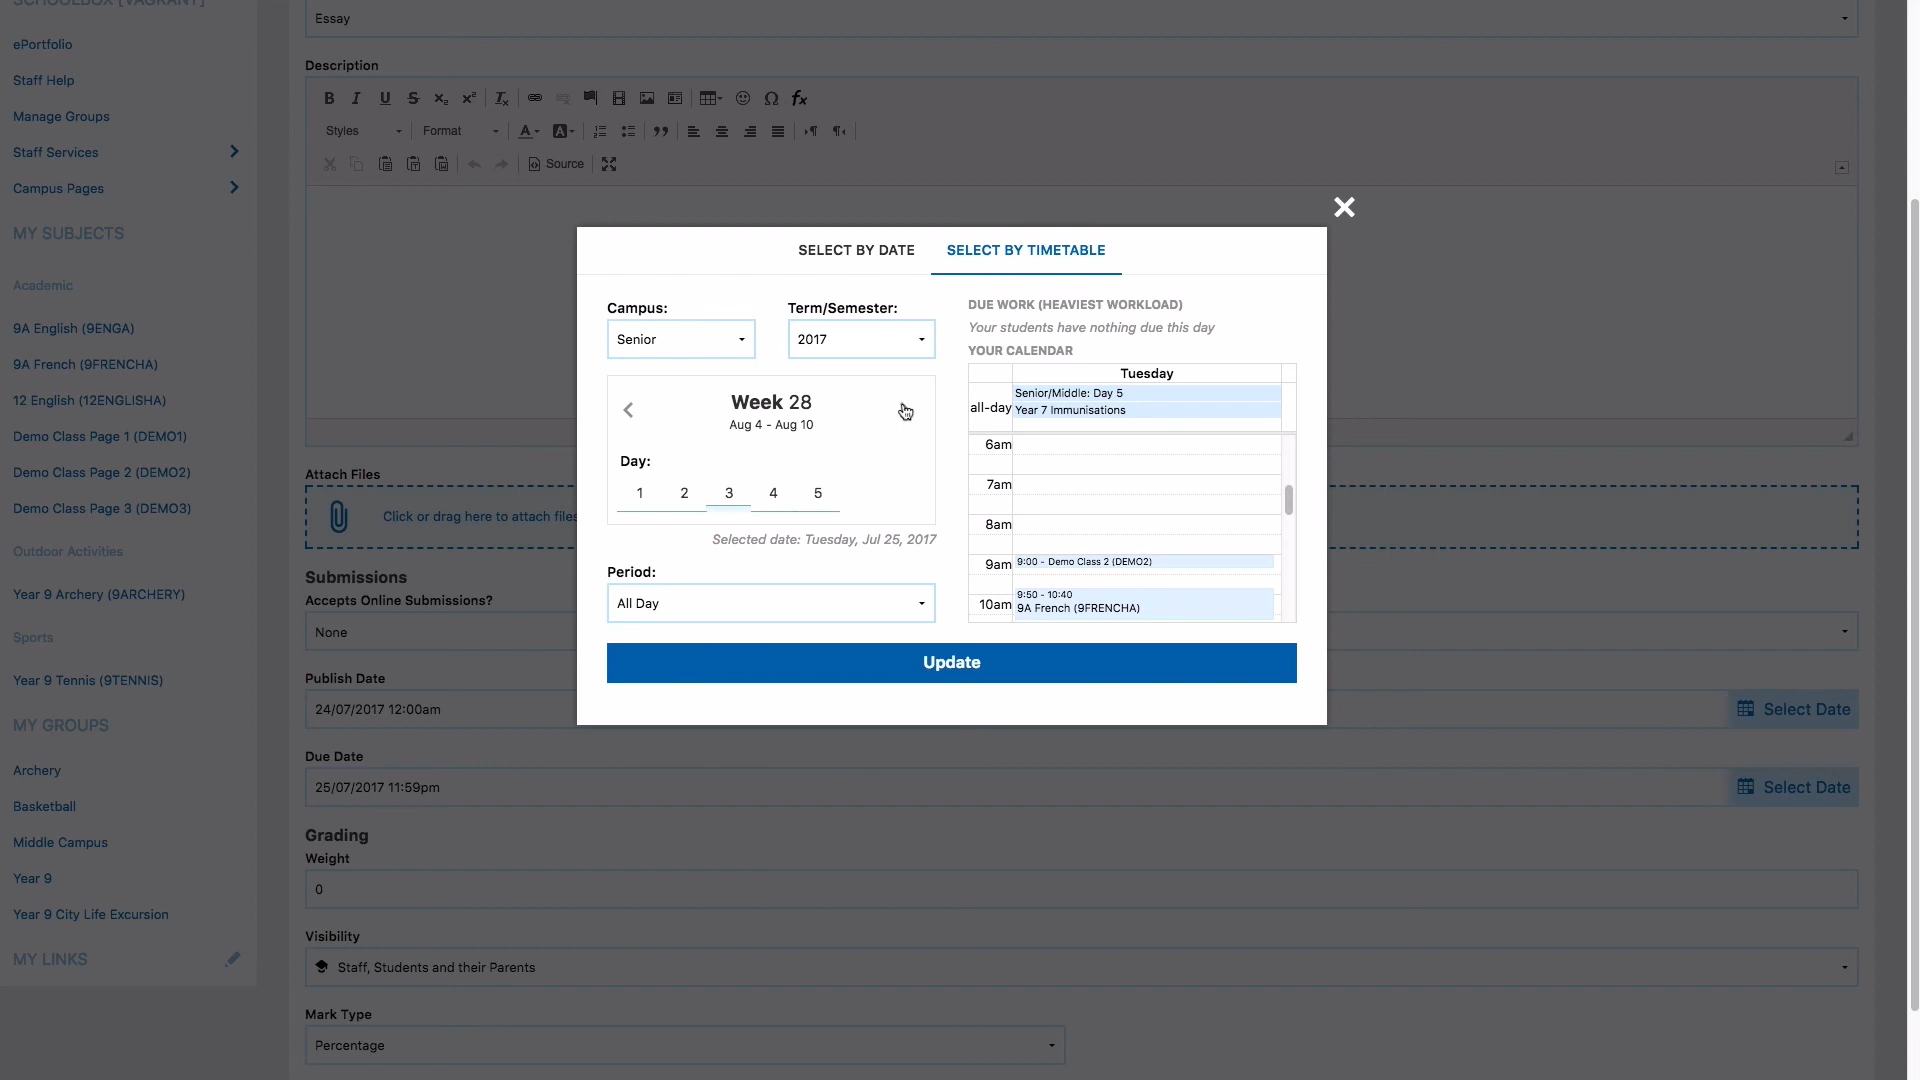 SCHOOLBOX [VAGRANT]
ePortfolio
Staff Help
Manage Groups
Staff Services
Campus Pages
MY SUBJECTS
Academic
9A English (9ENGA)
9A French (9FRENCHA)
12 English (12ENGLISHA)
Demo Class Page 1 (DEMO1)
Demo Class Page 2 (DEMO2)
Demo Class Page 3 (DEMO3)
Outdoor Activities
Year 9 Archery (9ARCHERY)
Sports
Year 9 Tennis (9TENNIS)
MY GROUPS
Archery
Basketball
Middle Campus
Year 9
Year 9 City Life Excursion
MY LINKS
Essay
Description
Styles Format
Source
Attach Files
Click or drag here to attach files
Submissions
Accepts Online Submissions?
None
Publish Date
24/07/2017 12:00am
Select Date
Due Date
25/07/2017 11:59pm
Select Date
Grading
Weight
0
Visibility
Staff, Students and their Parents
Mark Type
Percentage
SELECT BY DATE SELECT BY TIMETABLE
Campus: Term/Semester:
Senior 2017
Week 28
Aug 4 - Aug 10
Day:
1 2 3 4 5
Selected date: Tuesday, Jul 25, 2017
Period:
All Day
DUE WORK (HEAVIEST WORKLOAD)
Your students have nothing due this day
YOUR CALENDAR
Tuesday
all-day
Senior/Middle: Day 5
Year 7 Immunisations
6am
7am
8am
9am
9:00 - Demo Class 2 (DEMO2)
10am
9:50 - 10:40
9A French (9FRENCHA)
Update